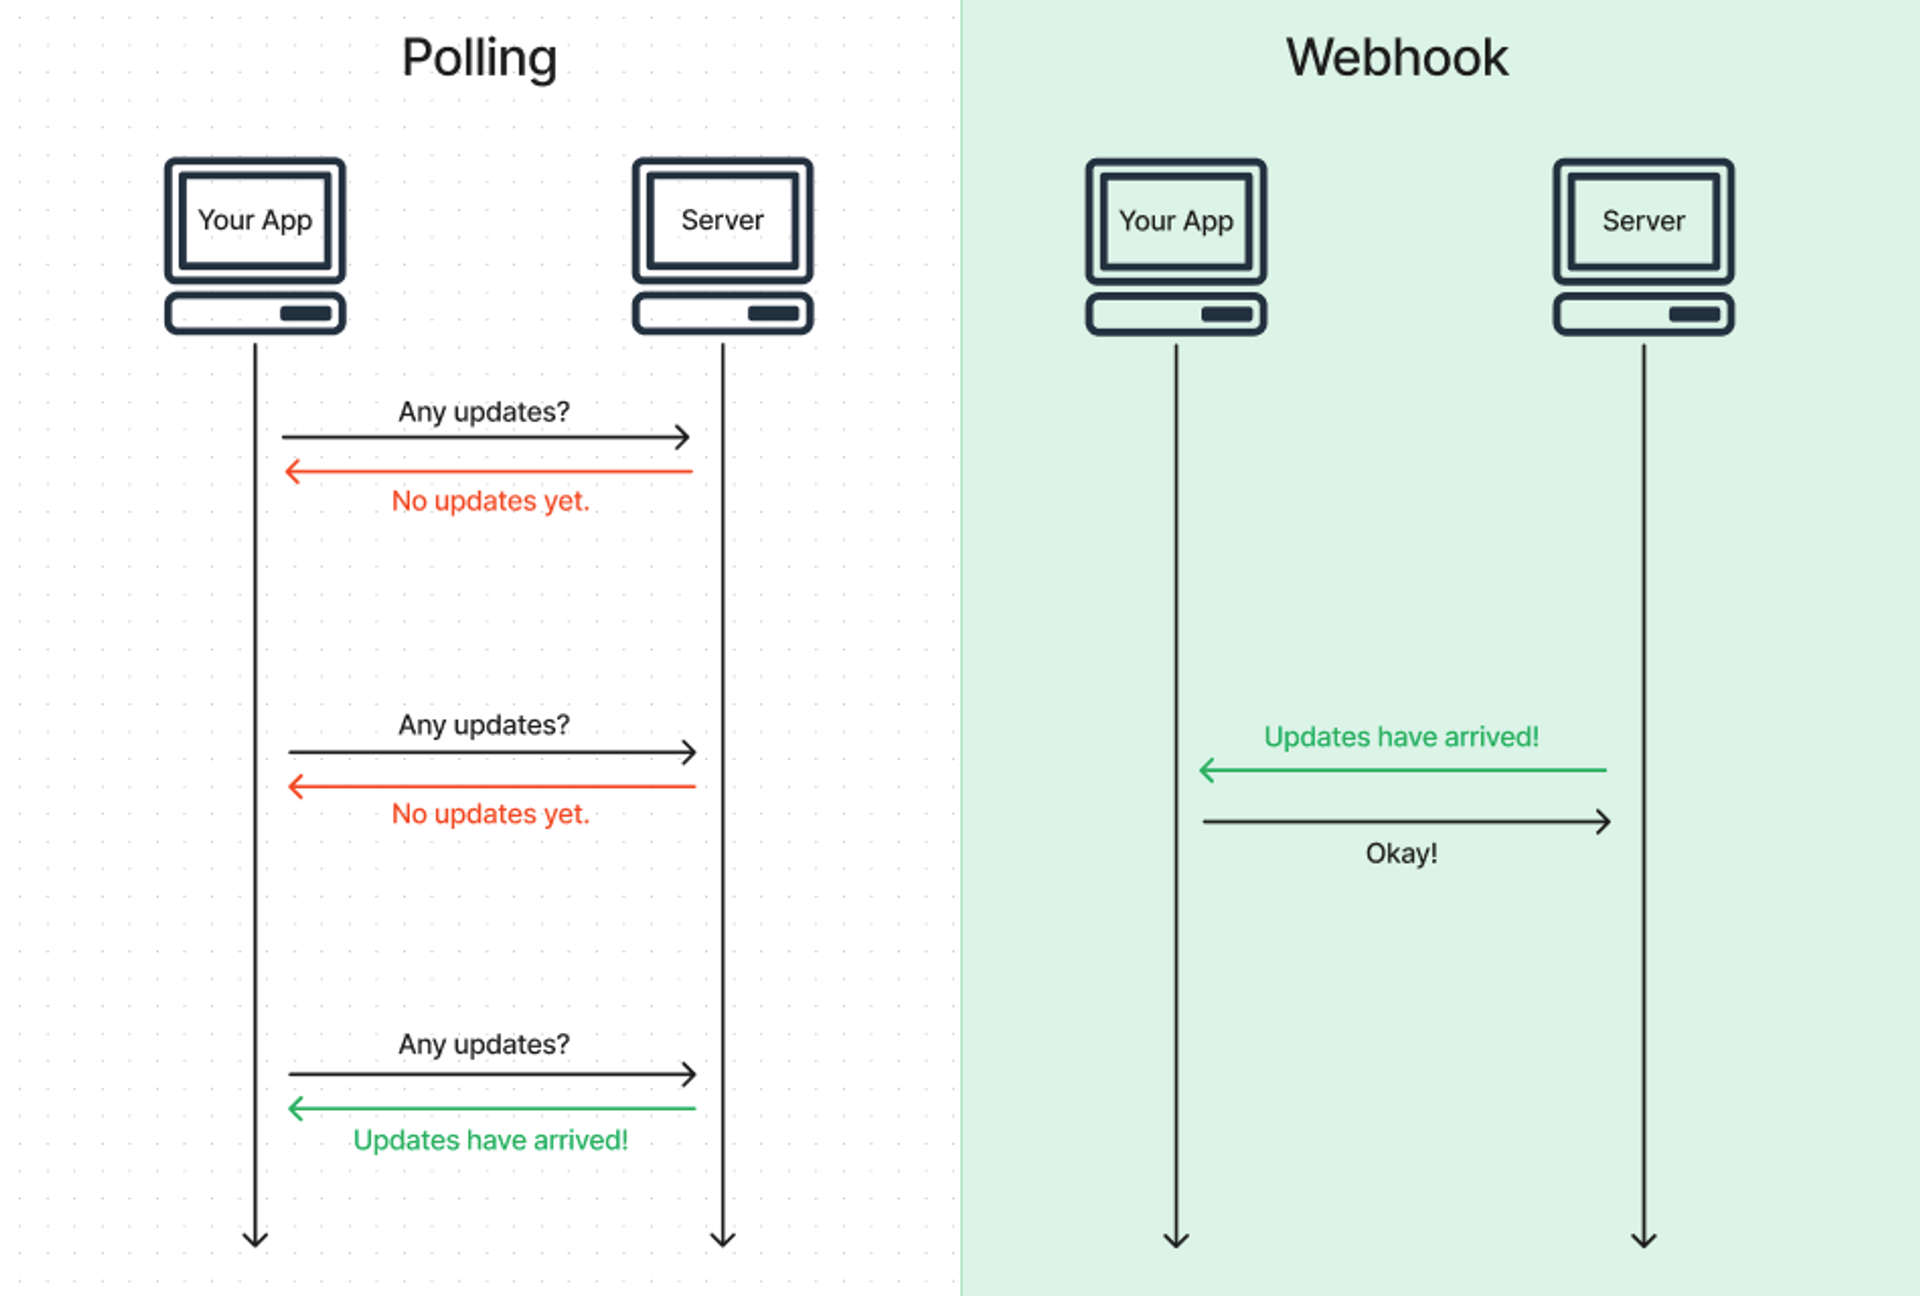 Polling
Your App
Server
Any updates?
No updates yet.
Any updates?
No updates yet.
Any updates?
Updates have arrived!
Webhook
Your App
Server
Updates have arrived!
Okay!